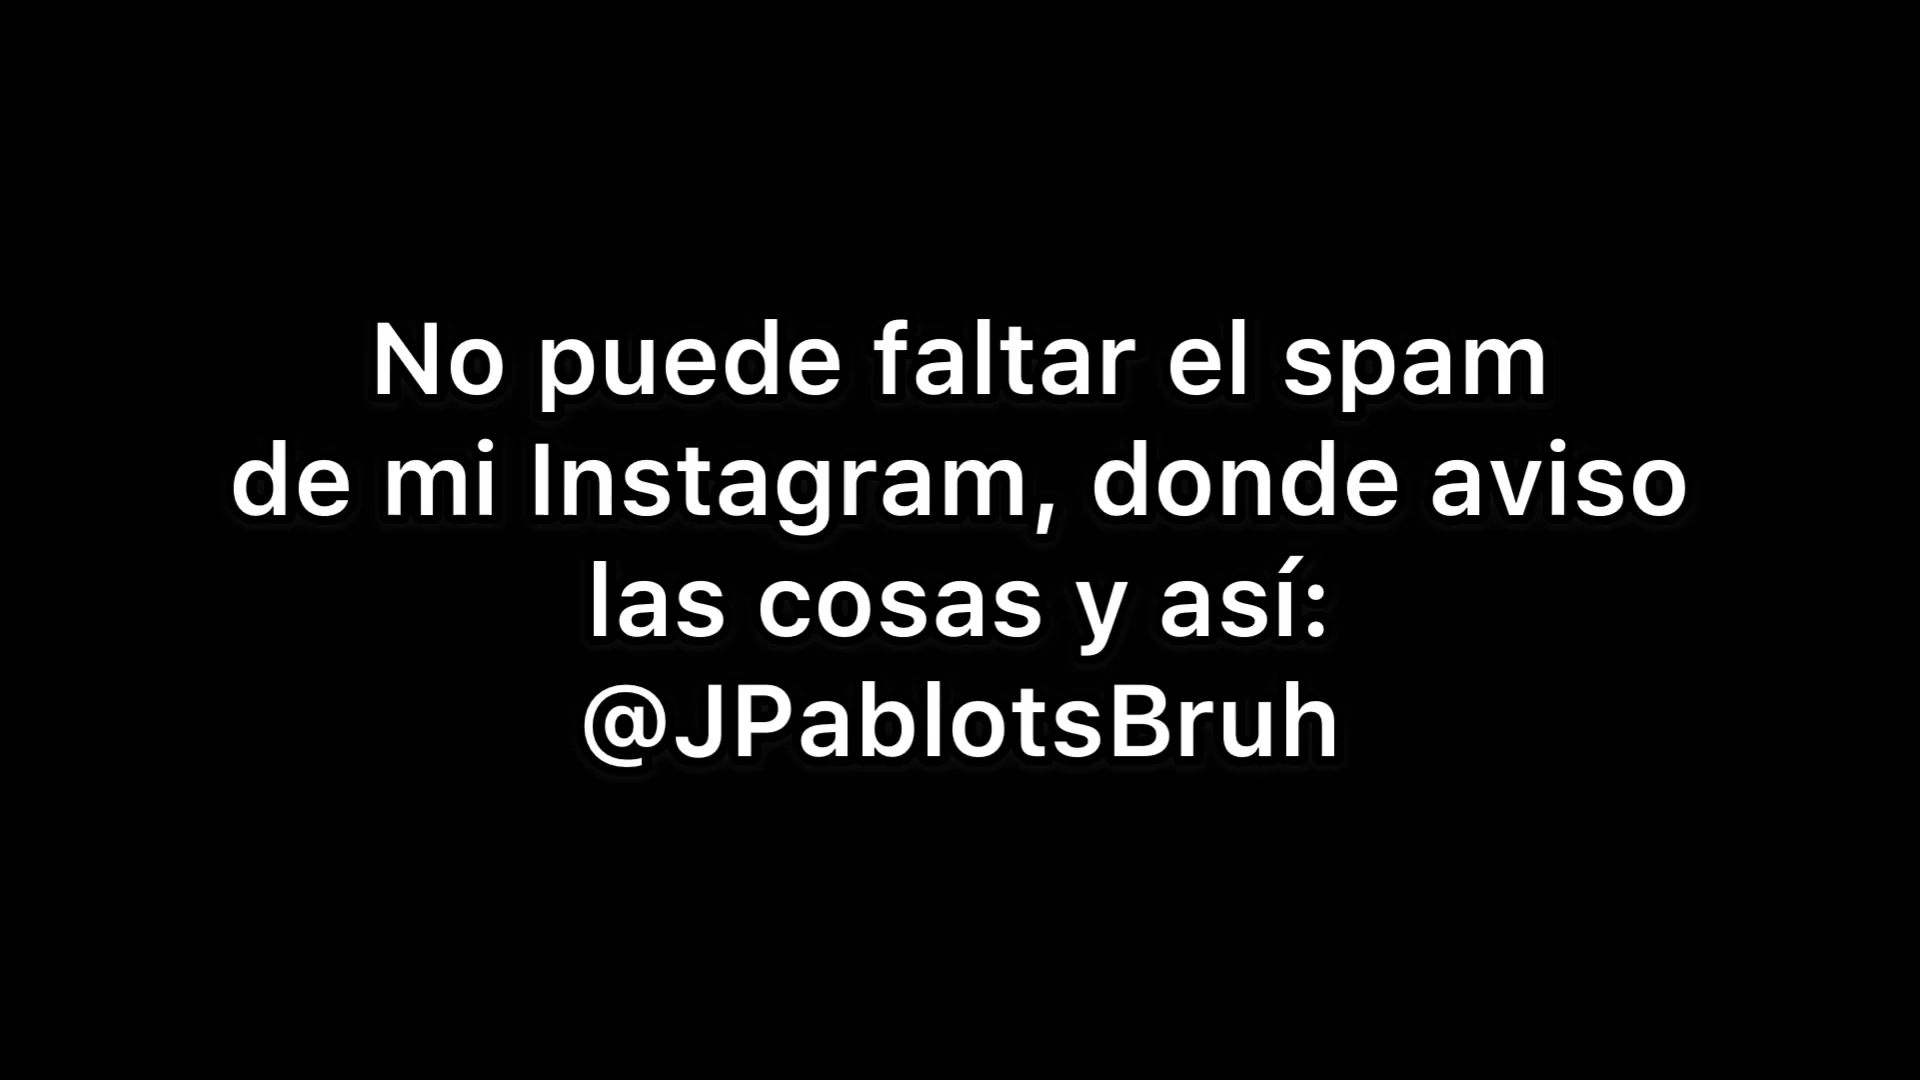 No puede faltar el spam
de mi Instagram, donde aviso
las cosas y así:
@JPablotsBruh